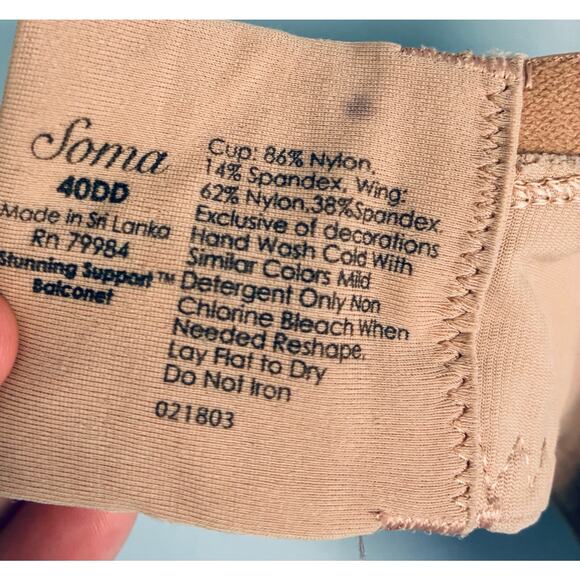 Soma
40DD
Made in Sri Lanka
Rn 79984
Stunning Support™
Balconet
Cup: 86% Nylon,
14% Spandex, Wing:
62% Nylon,38%Spandex,
Exclusive of decorations
Hand Wash Cold With
Similar Colors Mild
Detergent Only Non
Chlorine Bleach When
Needed Reshape,
Lay Flat to Dry
Do Not Iron
021803